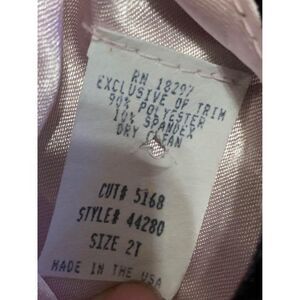 RN 18297
EXCLUSIVE OF TRIM
90% POLYESTER
10% SPANDEX
DRY CLEAN
CUT# 5168
STYLE# 44280
SIZE 2T
MADE IN THE USA